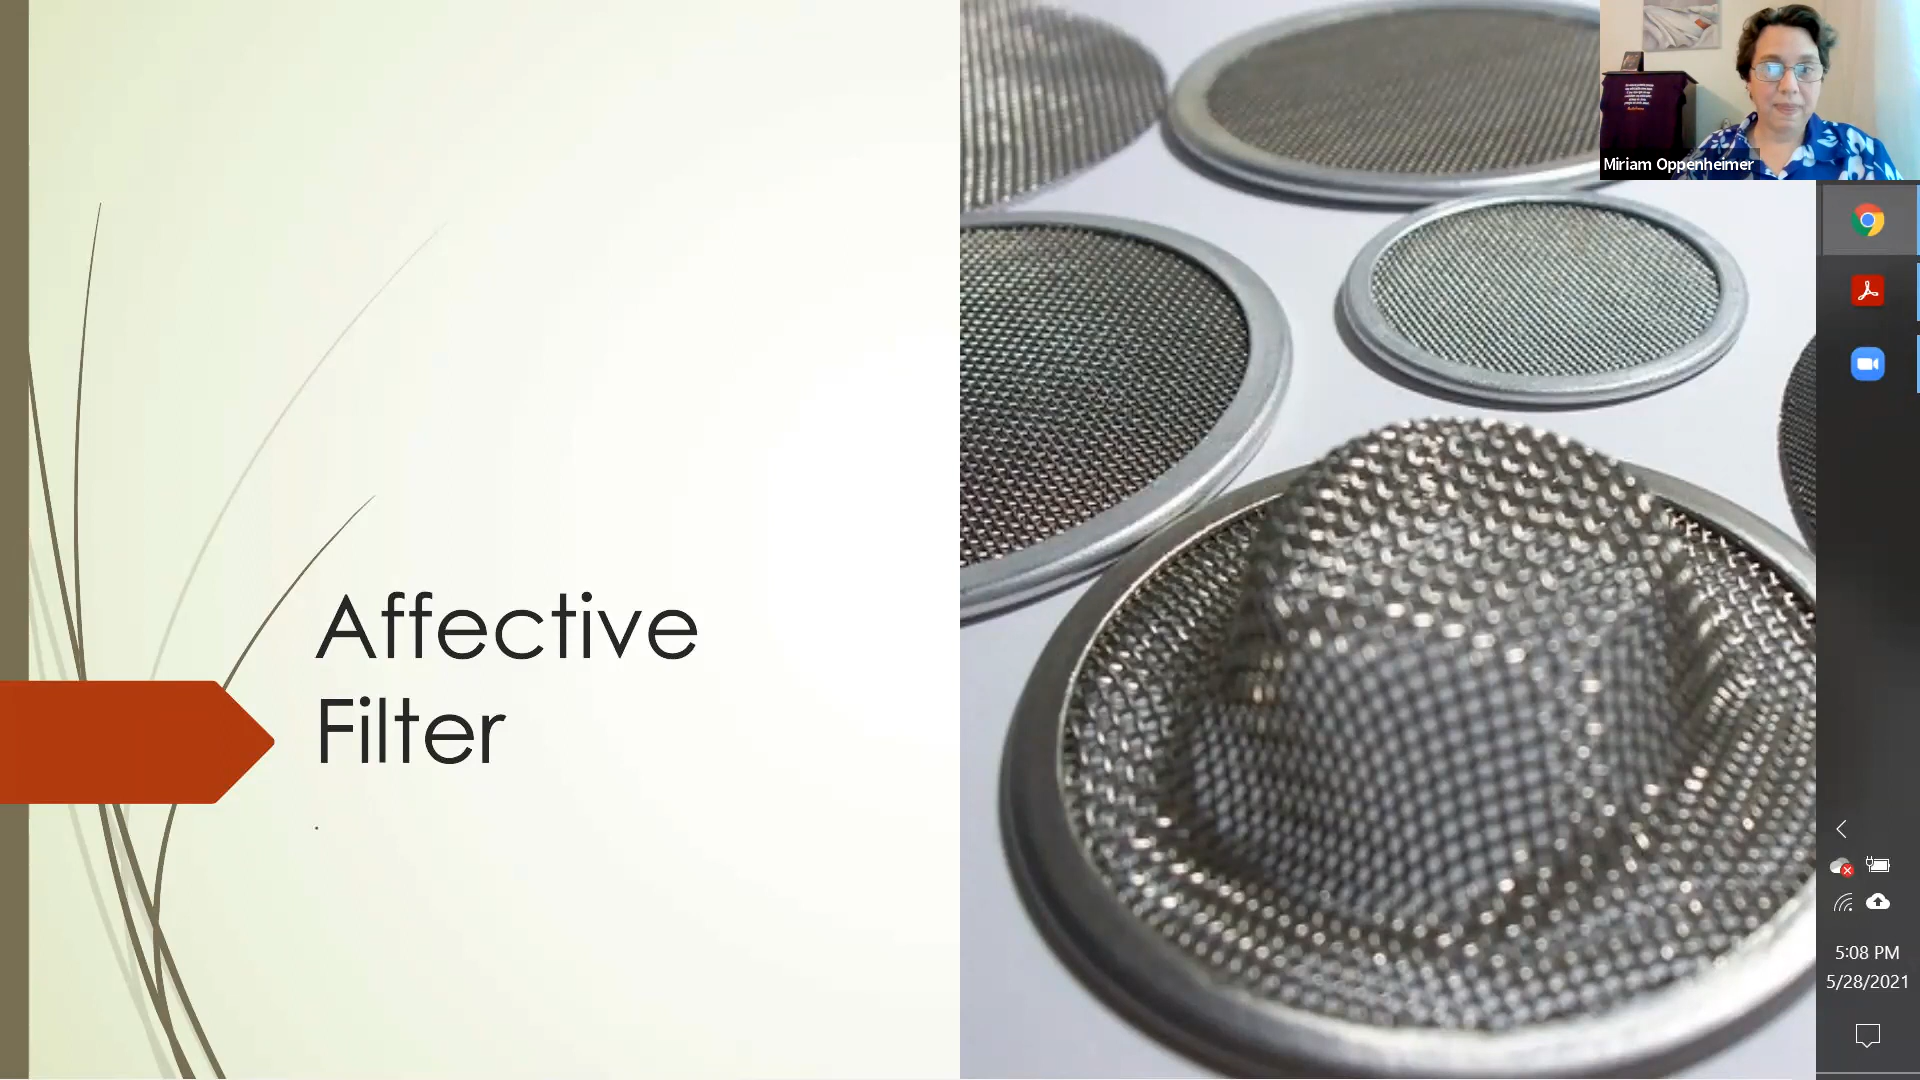 Affective
Filter
.
Miriam Oppenheimer
5:08 PM
5/28/2021